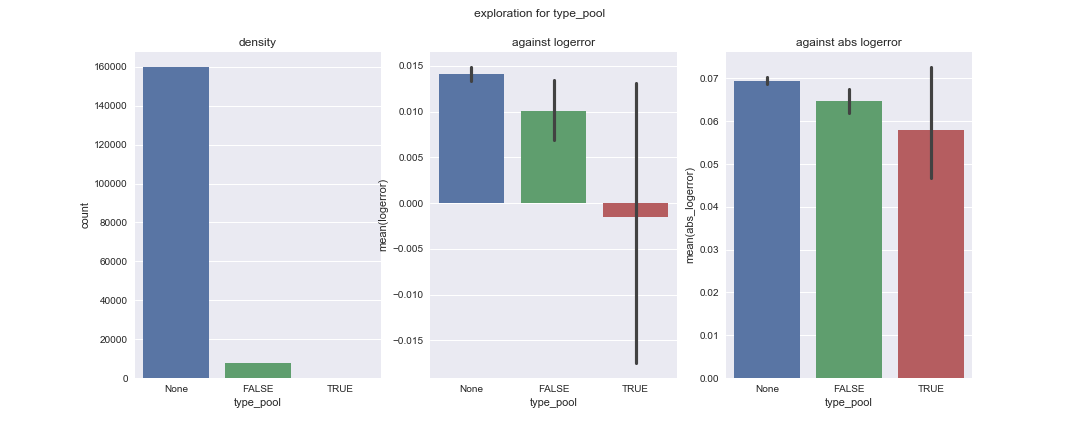 exploration for type_pool
density
count
160000
140000
120000
100000
80000
60000
40000
20000
0
None FALSE TRUE
type_pool
against logerror
mean(logerror)
0.015
0.010
0.005
0.000
−0.005
−0.010
−0.015
None FALSE TRUE
type_pool
against abs logerror
mean(abs_logerror)
0.07
0.06
0.05
0.04
0.03
0.02
0.01
0.00
None FALSE TRUE
type_pool